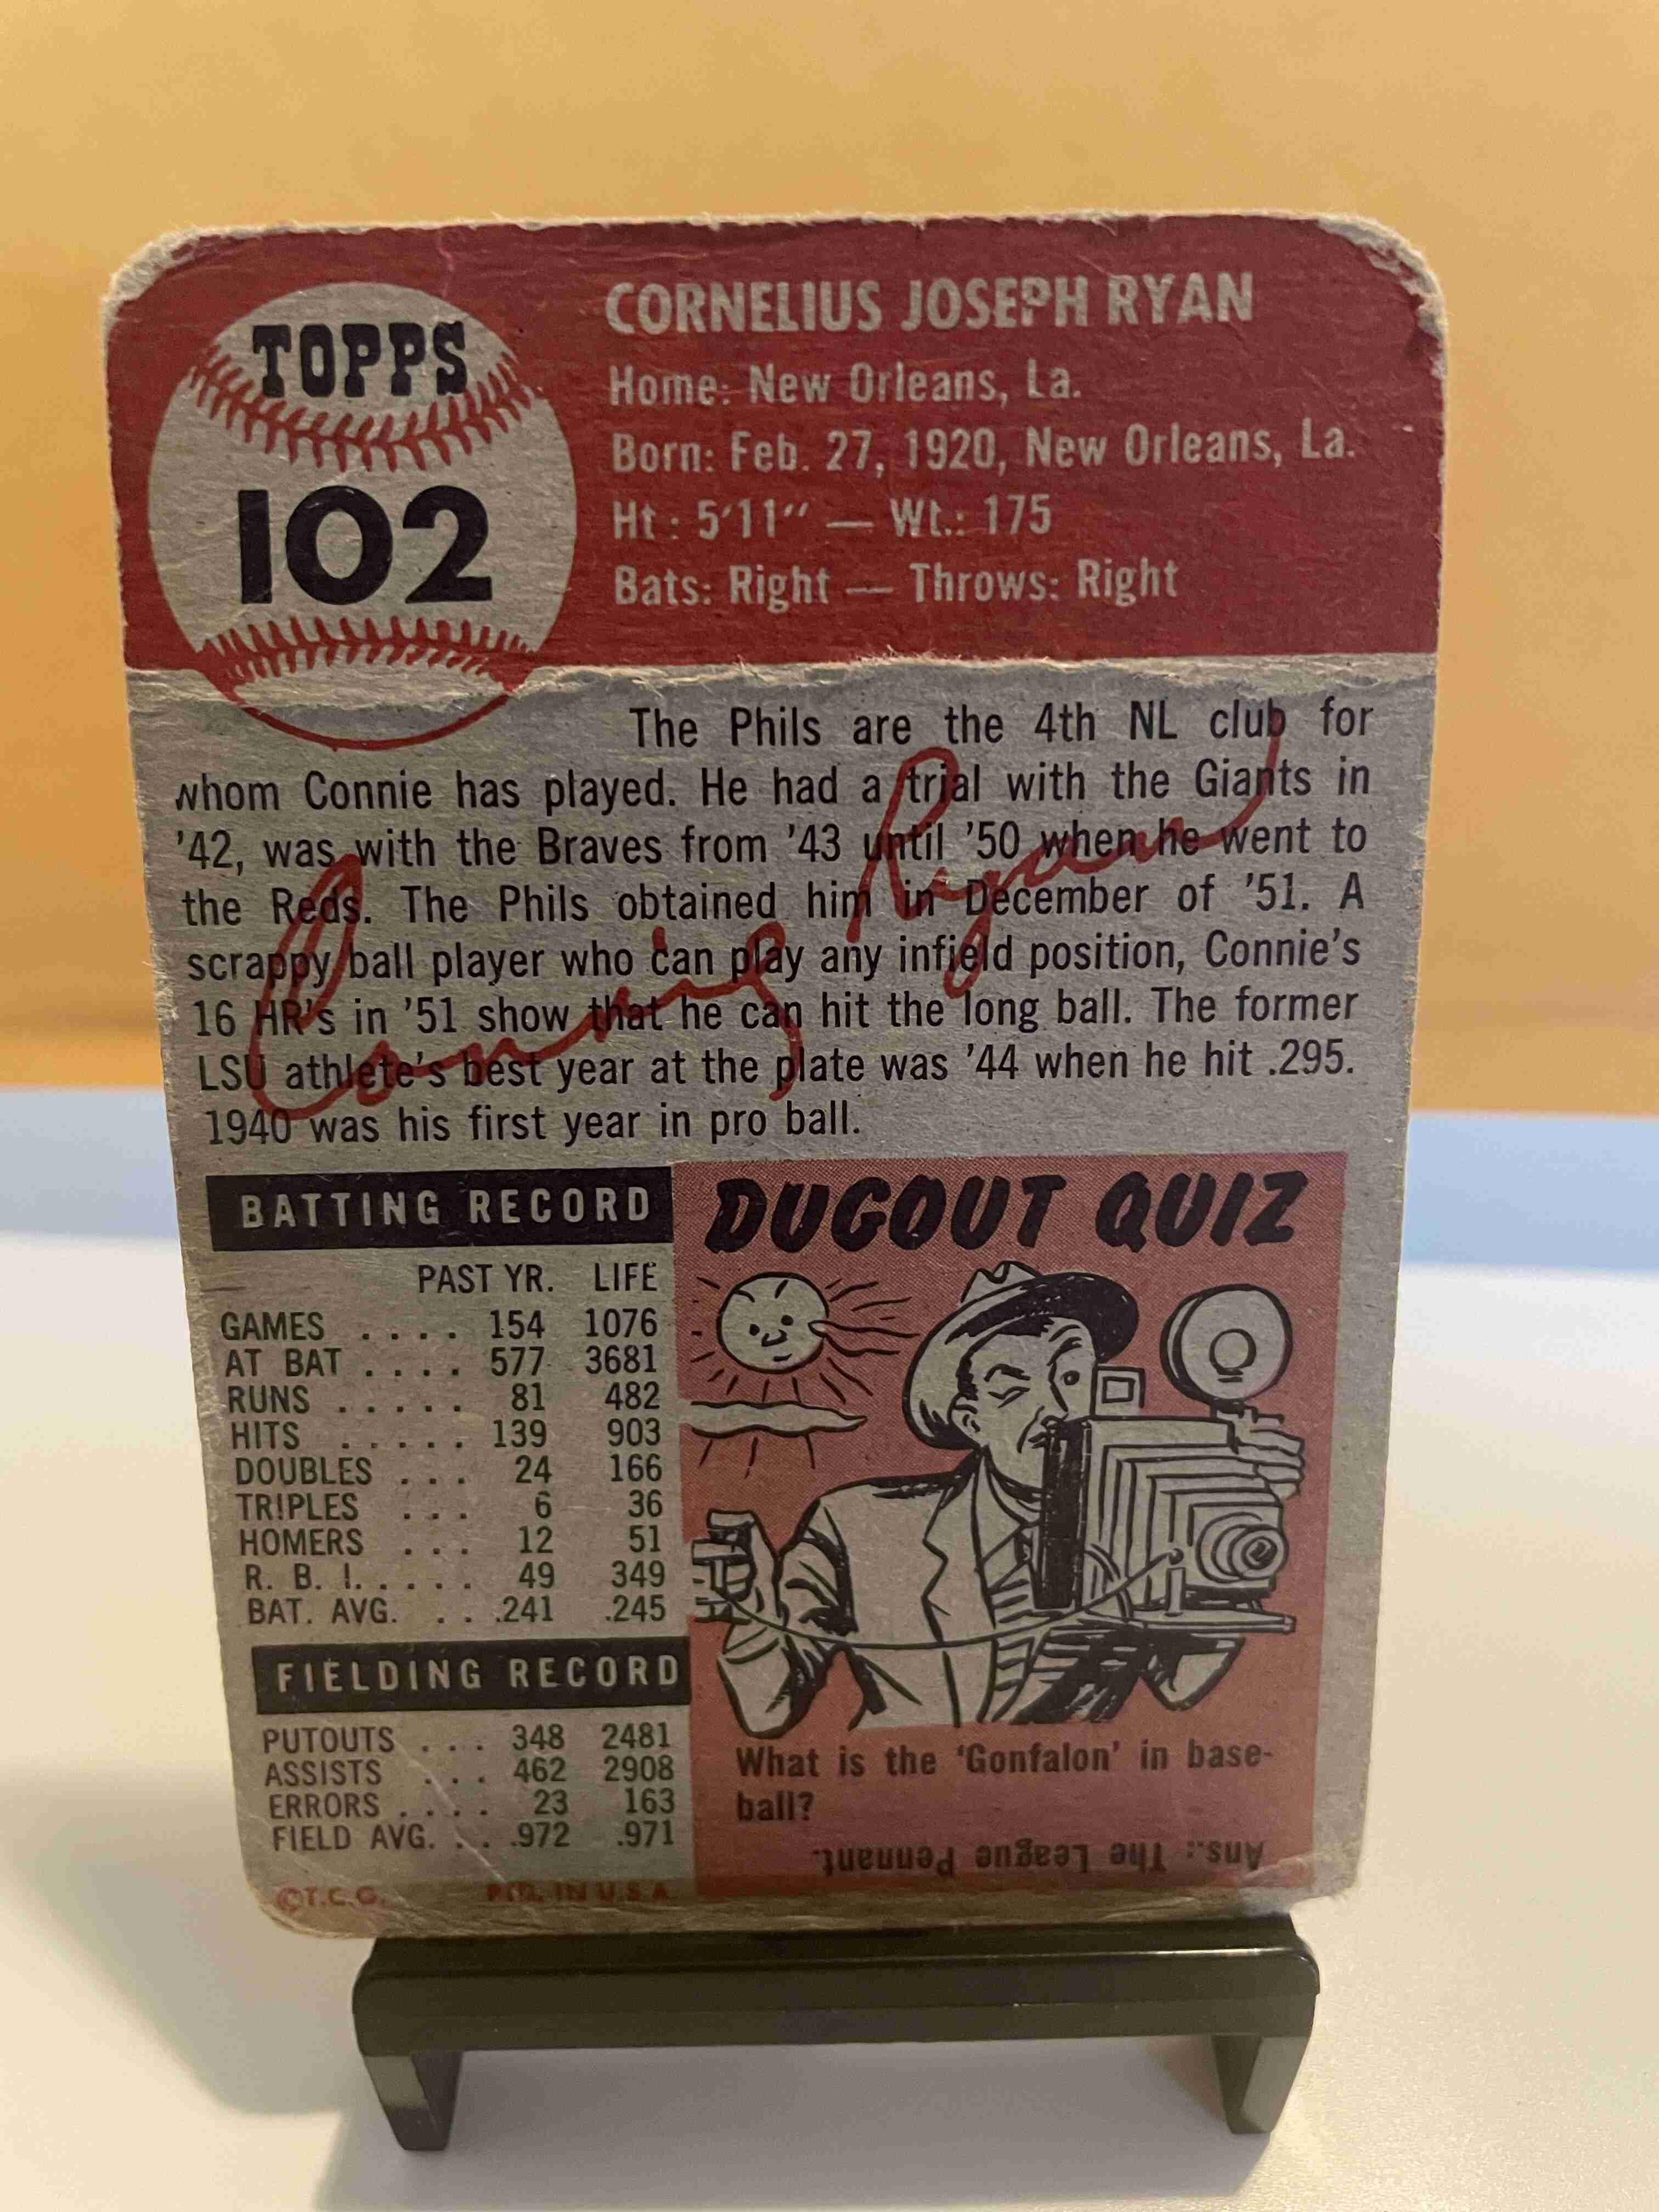 TOPPS
102
CORNELIUS JOSEPH RYAN
Home: New Orleans, La.
Born: Feb. 27, 1920, New Orleans, La.
Ht: 5'11" — Wt.: 175
Bats: Right — Throws: Right
The Phils are the 4th NL club for
whom Connie has played. He had a trial with the Giants in
'42, was with the Braves from '43 until '50 when he went to
the Reds. The Phils obtained him in December of '51. A
scrappy ball player who can play any infield position, Connie's
16 HR's in '51 show that he can hit the long ball. The former
LSU athlete's best year at the plate was '44 when he hit .295.
1940 was his first year in pro ball.
Connie Ryan
BATTING RECORD
PAST YR. LIFE
GAMES .... 154 1076
AT BAT .... 577 3681
RUNS ..... 81 482
HITS ...... 139 903
DOUBLES ... 24 166
TRIPLES ... 6 36
HOMERS ... 12 51
R. B. I. .... 49 349
BAT. AVG. .. .241 .245
FIELDING RECORD
PUTOUTS ... 348 2481
ASSISTS ... 462 2908
ERRORS .... 23 163
FIELD AVG. .. .972 .971
©T.C.G. PTD. IN U.S.A.
DUGOUT QUIZ
What is the 'Gonfalon' in base-
ball?
Ans.: The League Pennant.